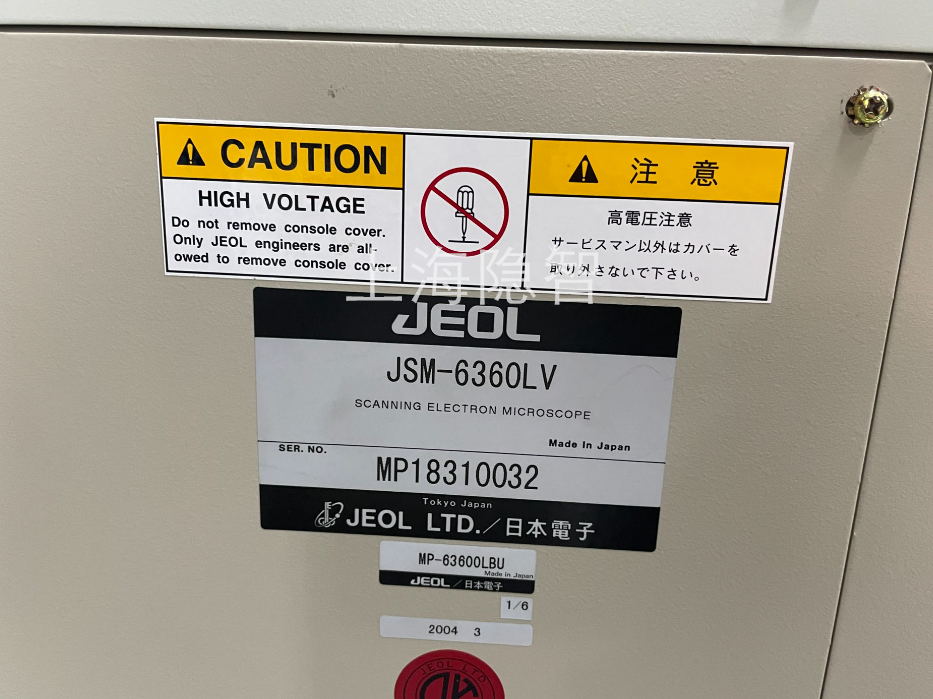 CAUTION
HIGH VOLTAGE
Do not remove console cover.
Only JEOL engineers are all-
owed to remove console cover.
注意
高電圧注意
サービスマン以外はカバーを
取り外さないで下さい。
上海隐智
JEOL
JSM-6360LV
SCANNING ELECTRON MICROSCOPE
Made in Japan
SER. NO.
MP18310032
Tokyo Japan
JEOL LTD./日本電子
MP-63600LBU
Made in Japan
JEOL/日本電子
1/6
2004 3
JEOL LTD.